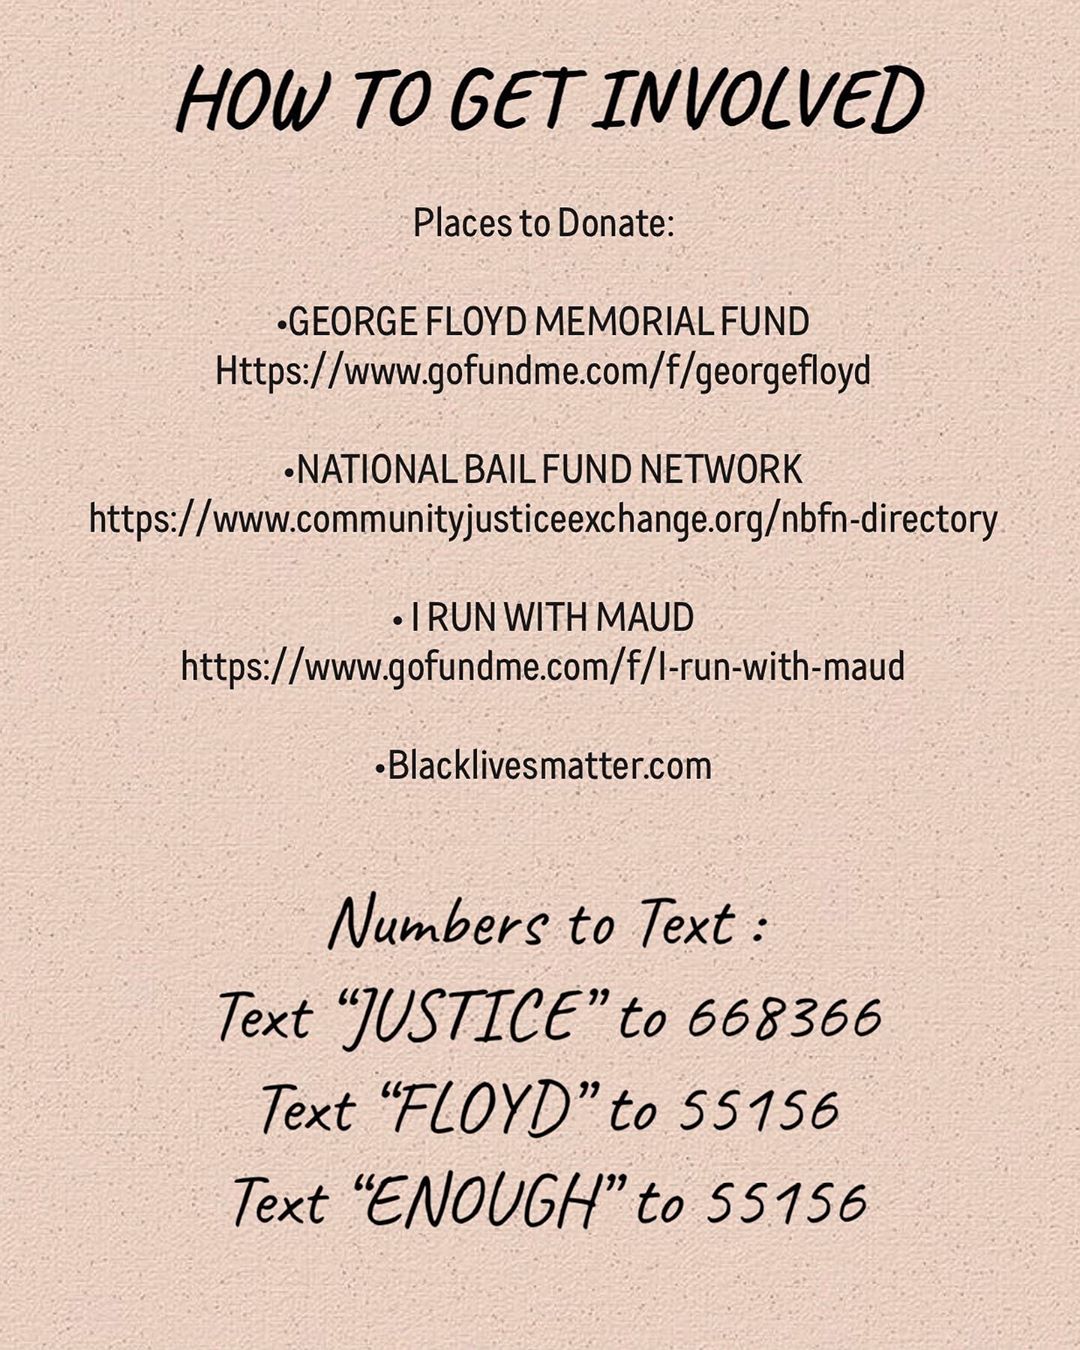 HOW TO GET INVOLVED
Places to Donate:
•GEORGE FLOYD MEMORIAL FUND
Https://www.gofundme.com/f/georgefloyd
•NATIONAL BAIL FUND NETWORK
https://www.communityjusticeexchange.org/nbfn-directory
• I RUN WITH MAUD
https://www.gofundme.com/f/I-run-with-maud
•Blacklivesmatter.com
Numbers to Text :
Text “JUSTICE” to 668366
Text “FLOYD” to 55156
Text “ENOUGH” to 55156